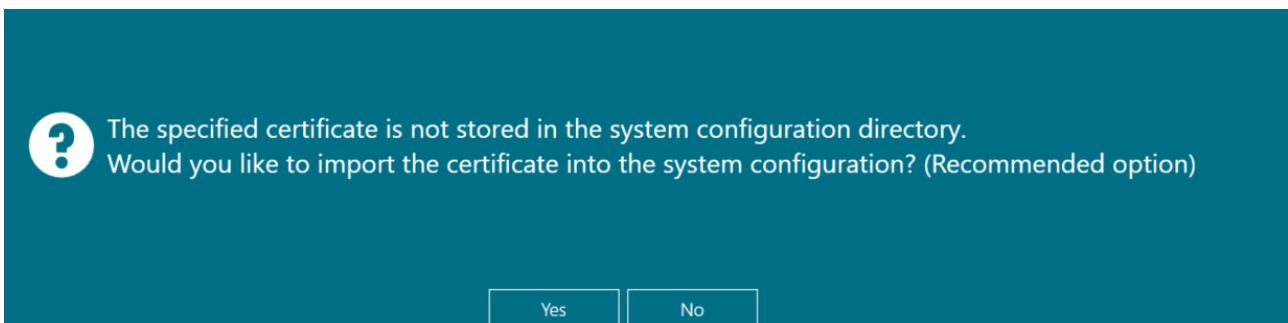 The specified certificate is not stored in the system configuration directory.
Would you like to import the certificate into the system configuration? (Recommended option)
Yes
No